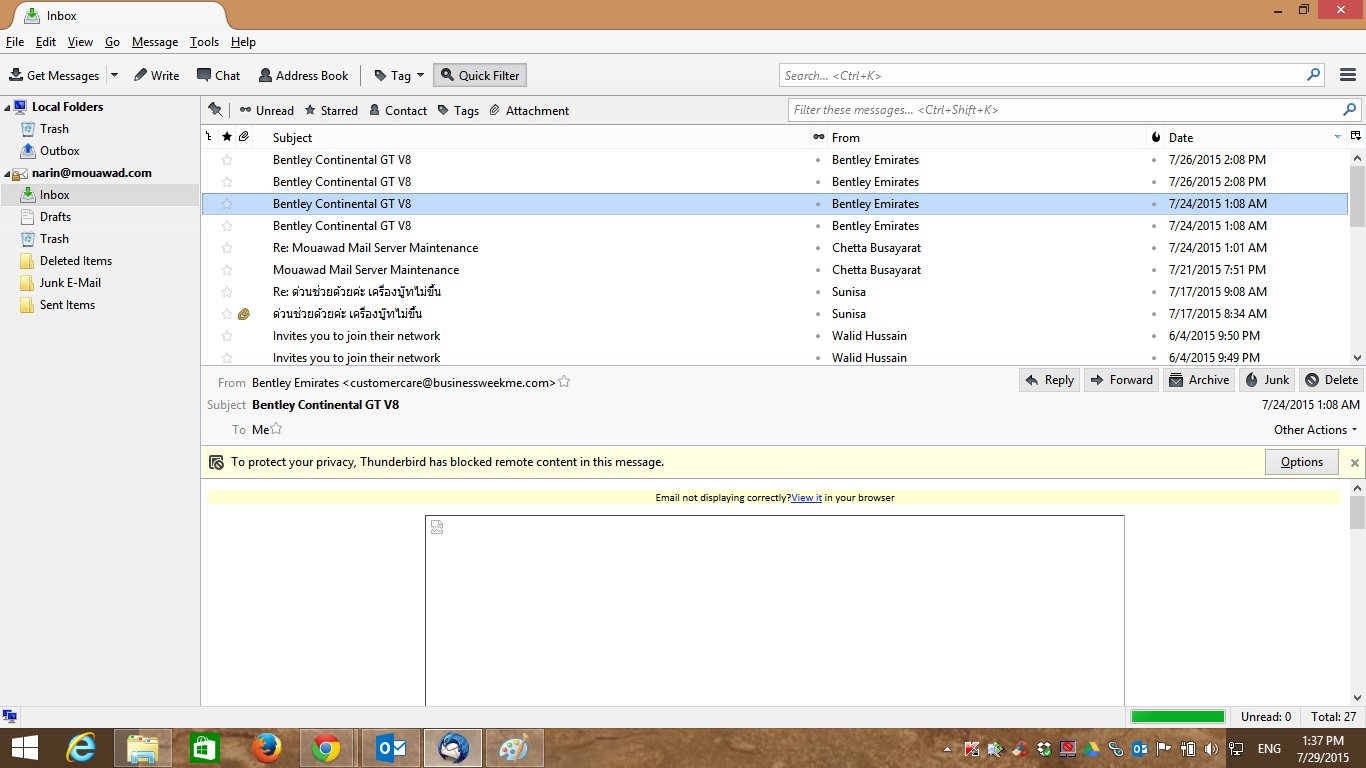 Inbox
File Edit View Go Message Tools Help
Get Messages Write Chat Address Book Tag Quick Filter Search... <Ctrl+K>
Local Folders
Trash
Outbox
narin@mouawad.com
Inbox
Drafts
Trash
Deleted Items
Junk E-Mail
Sent Items
Unread Starred Contact Tags Attachment Filter these messages... <Ctrl+Shift+K>
Subject From Date
Bentley Continental GT V8 Bentley Emirates 7/26/2015 2:08 PM
Bentley Continental GT V8 Bentley Emirates 7/26/2015 2:08 PM
Bentley Continental GT V8 Bentley Emirates 7/24/2015 1:08 AM
Bentley Continental GT V8 Bentley Emirates 7/24/2015 1:08 AM
Re: Mouawad Mail Server Maintenance Chetta Busayarat 7/24/2015 1:01 AM
Mouawad Mail Server Maintenance Chetta Busayarat 7/21/2015 7:51 PM
Re: ด่วนช่วยด้วยค่ะ เครื่องบู๊ทไม่ขึ้น Sunisa 7/17/2015 9:08 AM
ด่วนช่วยด้วยค่ะ เครื่องบู๊ทไม่ขึ้น Sunisa 7/17/2015 8:34 AM
Invites you to join their network Walid Hussain 6/4/2015 9:50 PM
Invites you to join their network Walid Hussain 6/4/2015 9:49 PM
From Bentley Emirates <customercare@businessweekme.com> Reply Forward Archive Junk Delete
Subject Bentley Continental GT V8 7/24/2015 1:08 AM
To Me Other Actions
To protect your privacy, Thunderbird has blocked remote content in this message. Options
Email not displaying correctly?View it in your browser
Unread: 0 Total: 27
ENG 1:37 PM
7/29/2015